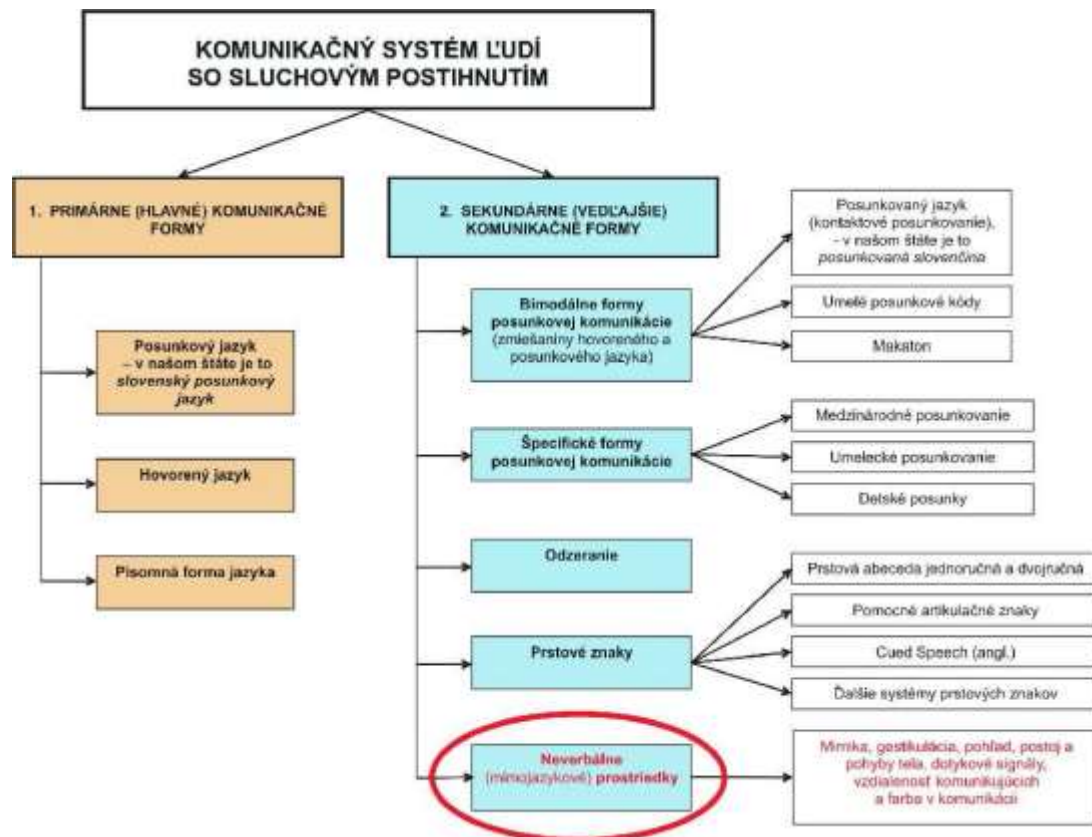 KOMUNIKAČNÝ SYSTÉM ĽUDÍ
SO SLUCHOVÝM POSTIHNUTÍM
1. PRIMÁRNE (HLAVNÉ) KOMUNIKAČNÉ
FORMY
Posunkový jazyk
– v našom štáte je to
slovenský posunkový
jazyk
Hovorený jazyk
Písomná forma jazyka
2. SEKUNDÁRNE (VEDĽAJŠIE)
KOMUNIKAČNÉ FORMY
Bimodálne formy
posunkovej komunikácie
(zmiešaniny hovoreného a
posunkového jazyka)
Posunkovaný jazyk
(kontaktové posunkovanie),
- v našom štáte je to
posunkovaná slovenčina
Umelé posunkové kódy
Makaton
Špecifické formy
posunkovej komunikácie
Medzinárodné posunkovanie
Umelecké posunkovanie
Detské posunky
Odzeranie
Prstové znaky
Prstová abeceda jednoručná a dvojručná
Pomocné artikulačné znaky
Cued Speech (angl.)
Ďalšie systémy prstových znakov
Neverbálne
(mimojazykové) prostriedky
Mimika, gestikulácia, pohľad, postoj a
pohyby tela, dotykové signály,
vzdialenosť komunikujúcich
a farba v komunikácii